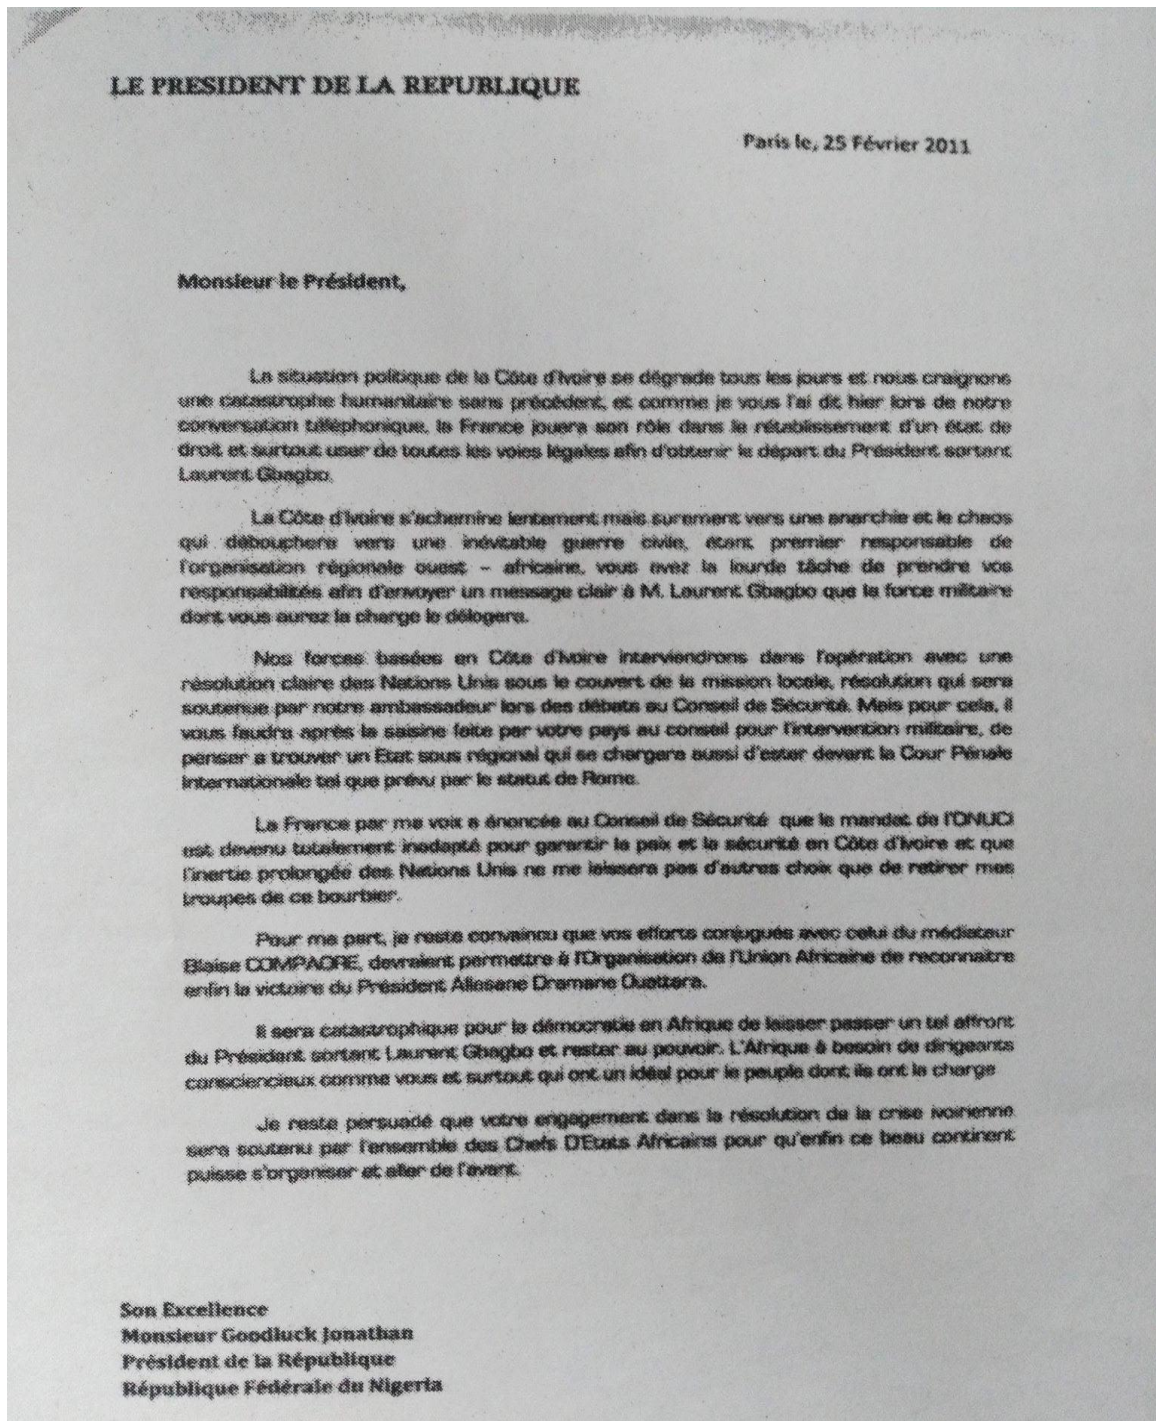 LE PRESIDENT DE LA REPUBLIQUE
Paris le, 25 Février 2011
Monsieur le Président,
La situation politique de la Côte d'Ivoire se dégrade tous les jours et nous craignons
une catastrophe humanitaire sans précédent, et comme je vous l'ai dit hier lors de notre
conversation téléphonique, la France jouera son rôle dans le rétablissement d'un état de
droit et surtout user de toutes les voies légales afin d'obtenir le départ du Président sortant
Laurent Gbagbo.
La Côte d'Ivoire s'achemine lentement mais surement vers une anarchie et le chaos
qui débouchera vers une inévitable guerre civile, étant premier responsable de
l'organisation régionale ouest – africaine, vous avez la lourde tâche de prendre vos
responsabilités afin d'envoyer un message clair à M. Laurent Gbagbo que la force militaire
dont vous aurez la charge le délogera.
Nos forces basées en Côte d'Ivoire interviendrons dans l'opération avec une
résolution claire des Nations Unis sous le couvert de la mission locale, résolution qui sera
soutenue par notre ambassadeur lors des débats au Conseil de Sécurité. Mais pour cela, il
vous faudra après la saisine faite par votre pays au conseil pour l'intervention militaire, de
penser a trouver un Etat sous régional qui se chargera aussi d'ester devant la Cour Pénale
Internationale tel que prévu par le statut de Rome.
La France par ma voix a énoncée au Conseil de Sécurité que le mandat de l'ONUCI
est devenu totalement inadapté pour garantir la paix et la sécurité en Côte d'Ivoire et que
l'inertie prolongée des Nations Unis ne me laissera pas d'autres choix que de retirer mes
troupes de ce bourbier.
Pour ma part, je reste convaincu que vos efforts conjugués avec celui du médiateur
Blaise COMPAORE, devraient permettre à l'Organisation de l'Union Africaine de reconnaitre
enfin la victoire du Président Allassane Dramane Ouattara.
Il sera catastrophique pour la démocratie en Afrique de laisser passer un tel affront
du Président sortant Laurent Gbagbo et rester au pouvoir. L'Afrique à besoin de dirigeants
consciencieux comme vous et surtout qui ont un idéal pour le peuple dont ils ont la charge
Je reste persuadé que votre engagement dans la résolution de la crise ivoirienne
sera soutenu par l'ensemble des Chefs D'Etats Africains pour qu'enfin ce beau continent
puisse s'organiser et aller de l'avant.
Son Excellence
Monsieur Goodluck Jonathan
Président de la République
République Fédérale du Nigeria